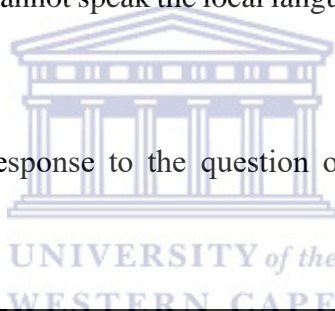 annot speak the local langu
esponse to the question o
UNIVERSITY of the
WESTERN CAPE